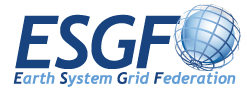 ESGF
Earth System Grid Federation